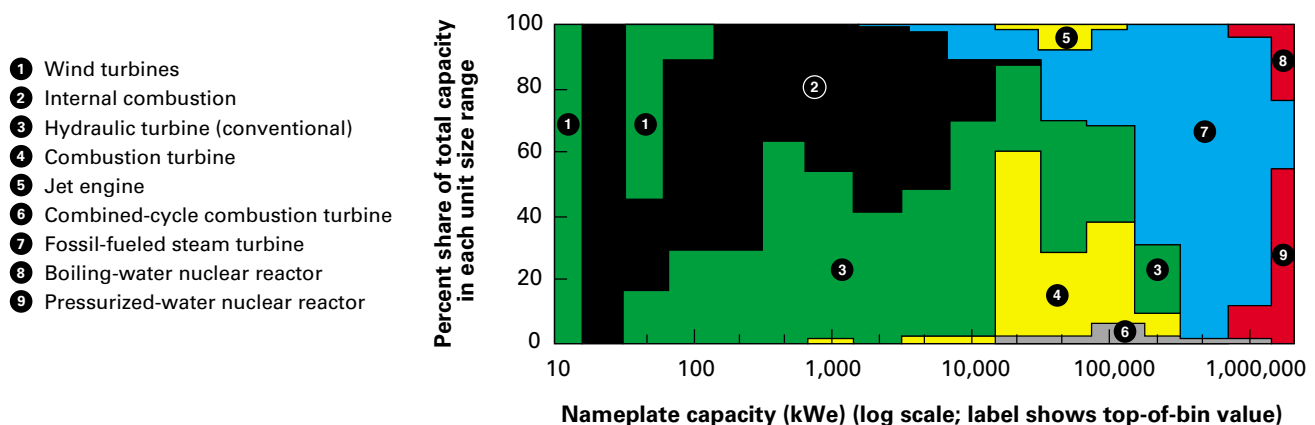 1 Wind turbines
2 Internal combustion
3 Hydraulic turbine (conventional)
4 Combustion turbine
5 Jet engine
6 Combined-cycle combustion turbine
7 Fossil-fueled steam turbine
8 Boiling-water nuclear reactor
9 Pressurized-water nuclear reactor
Percent share of total capacity
in each unit size range
100
80
60
40
20
0
1
1
2
3
4
5
6
3
7
8
9
10
100
1,000
10,000
100,000
1,000,000
Nameplate capacity (kWe) (log scale; label shows top-of-bin value)